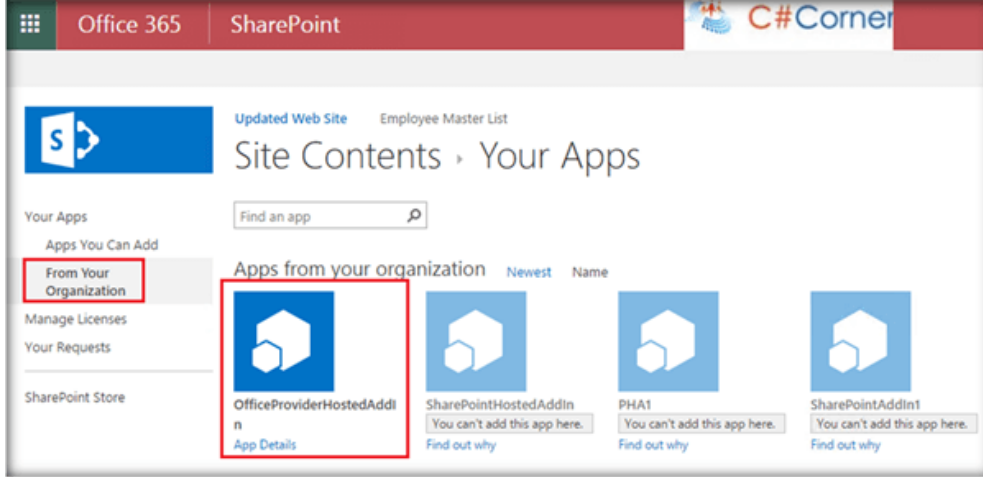 Office 365 SharePoint C#Corner
S
Updated Web Site Employee Master List
Site Contents › Your Apps
Find an app
Your Apps
Apps You Can Add
From Your
Organization
Manage Licenses
Your Requests
SharePoint Store
Apps from your organization Newest Name
OfficeProviderHostedAddI
n
App Details
SharePointHostedAddIn
You can't add this app here.
Find out why
PHA1
You can't add this app here.
Find out why
SharePointAddIn1
You can't add this app here.
Find out why